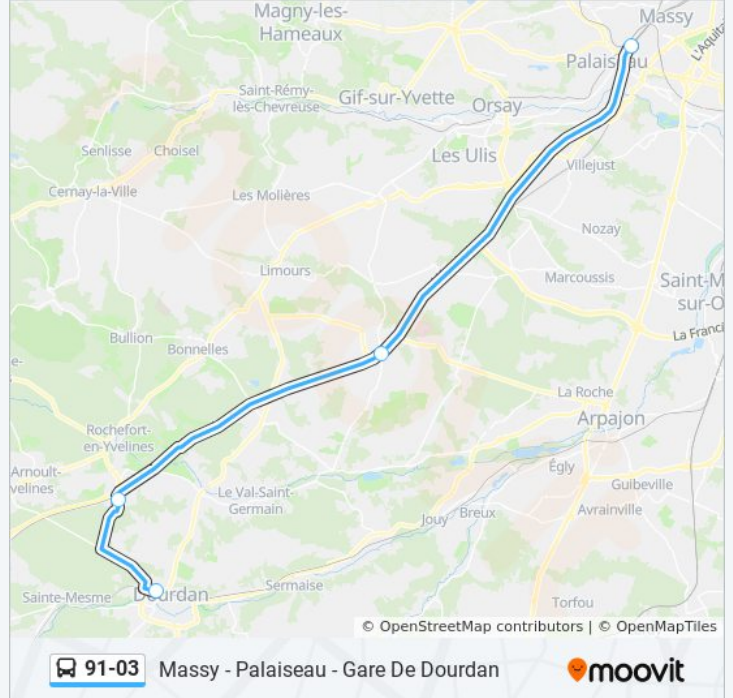 Magny-les-
Hameaux
Massy
L'Aquita
Palaiseau
Saint-Rémy-
lès-Chevreuse
Gif-sur-Yvette
Orsay
Senlisse
Choisel
Les Ulis
Villejust
Cernay-la-Ville
Les Molières
Nozay
Limours
Marcoussis
Saint-M
sur-O
Bullion
Bonnelles
La Franci
e-
La Roche
Arpajon
Rochefort-
en-Yvelines
Arnoult-
velines
Égly
Guibeville
Le Val-Saint-
Germain
Avrainville
Jouy
Breux
Sermaise
Sainte-Mesme
Dourdan
Torfou
© OpenStreetMap contributors | © OpenMapTiles
91-03 Massy - Palaiseau - Gare De Dourdan
moovit